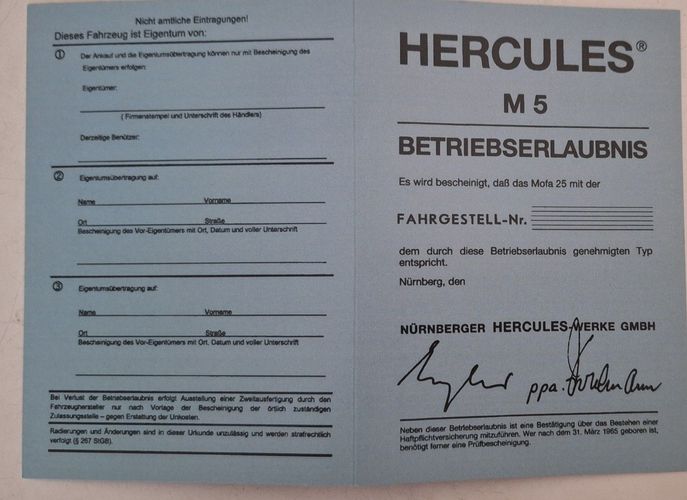 Nicht amtliche Eintragungen!
Dieses Fahrzeug ist Eigentum von:
① Der Ankauf und die Eigentumsübertragung können nur mit Bescheinigung des
Eigentümers erfolgen:
Eigentümer:
( Firmenstempel und Unterschrift des Händlers)
Derzeitige Benützer:
② Eigentumsübertragung auf:
Name Vorname
Ort Straße
Bescheinigung des Vor-Eigentümers mit Ort, Datum und voller Unterschrift
③ Eigentumsübertragung auf:
Name Vorname
Ort Straße
Bescheinigung des Vor-Eigentümers mit Ort, Datum und voller Unterschrift
Bei Verlust der Betriebserlaubnis erfolgt Ausstellung einer Zweitausfertigung durch den
Fahrzeughersteller nur nach Vorlage der Bescheinigung der örtlich zuständigen
Zulassungsstelle – gegen Erstattung der Unkosten.
Radierungen und Änderungen sind in dieser Urkunde unzulässig und werden strafrechtlich
verfolgt (§ 267 StGB).
HERCULES®
M 5
BETRIEBSERLAUBNIS
Es wird bescheinigt, daß das Mofa 25 mit der
FAHRGESTELL-Nr.
dem durch diese Betriebserlaubnis genehmigten Typ
entspricht.
Nürnberg, den
NÜRNBERGER HERCULES-WERKE GMBH
ppa.
Neben dieser Betriebserlaubnis ist eine Bestätigung über das Bestehen einer
Haftpflichtversicherung mitzuführen. Wer nach dem 31. März 1965 geboren ist,
benötigt ferner eine Prüfbescheinigung.